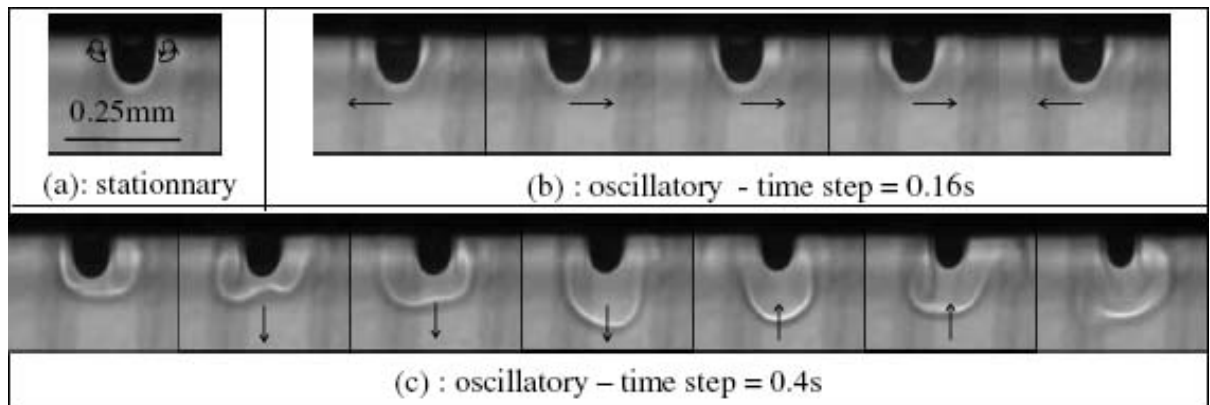 0.25mm
(a): stationnary
(b) : oscillatory - time step = 0.16s
(c) : oscillatory – time step = 0.4s